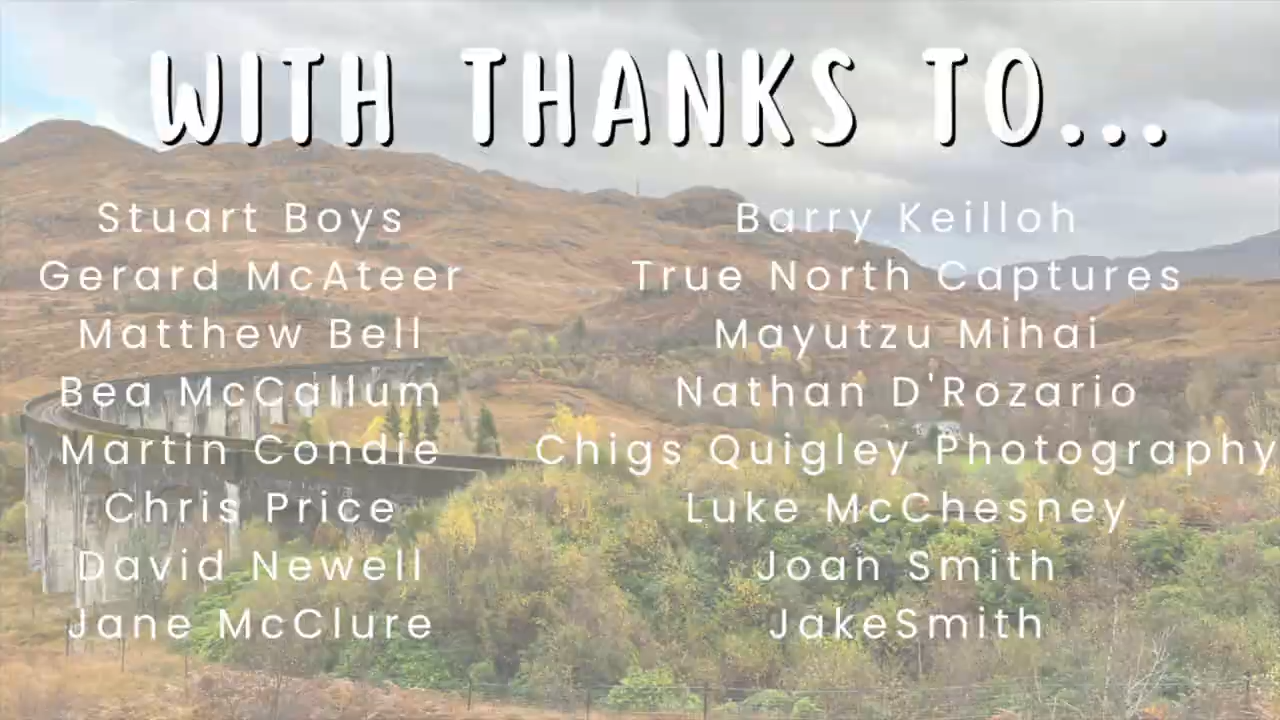 WITH THANKS TO...
Stuart Boys
Gerard McAteer
Matthew Bell
Bea McCallum
Martin Condie
Chris Price
David Newell
Jane McClure
Barry Keilloh
True North Captures
Mayutzu Mihai
Nathan D'Rozario
Chigs Quigley Photography
Luke McChesney
Joan Smith
JakeSmith